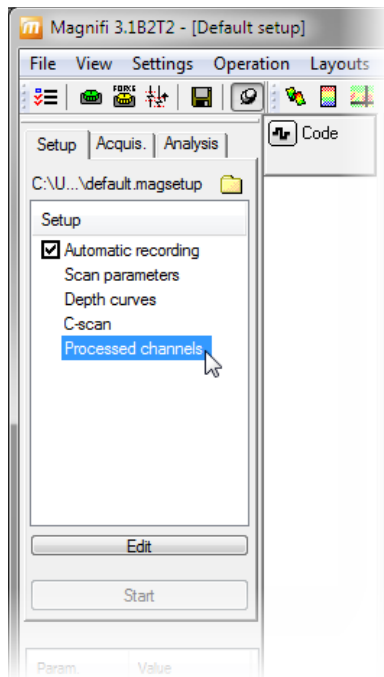 Magnifi 3.1B2T2 - [Default setup]
File View Settings Operation Layouts
FORKS
Code
Setup Acquis. Analysis
C:\U...\default.magsetup
Setup
Automatic recording
Scan parameters
Depth curves
C-scan
Processed channels
Edit
Start
Param. Value